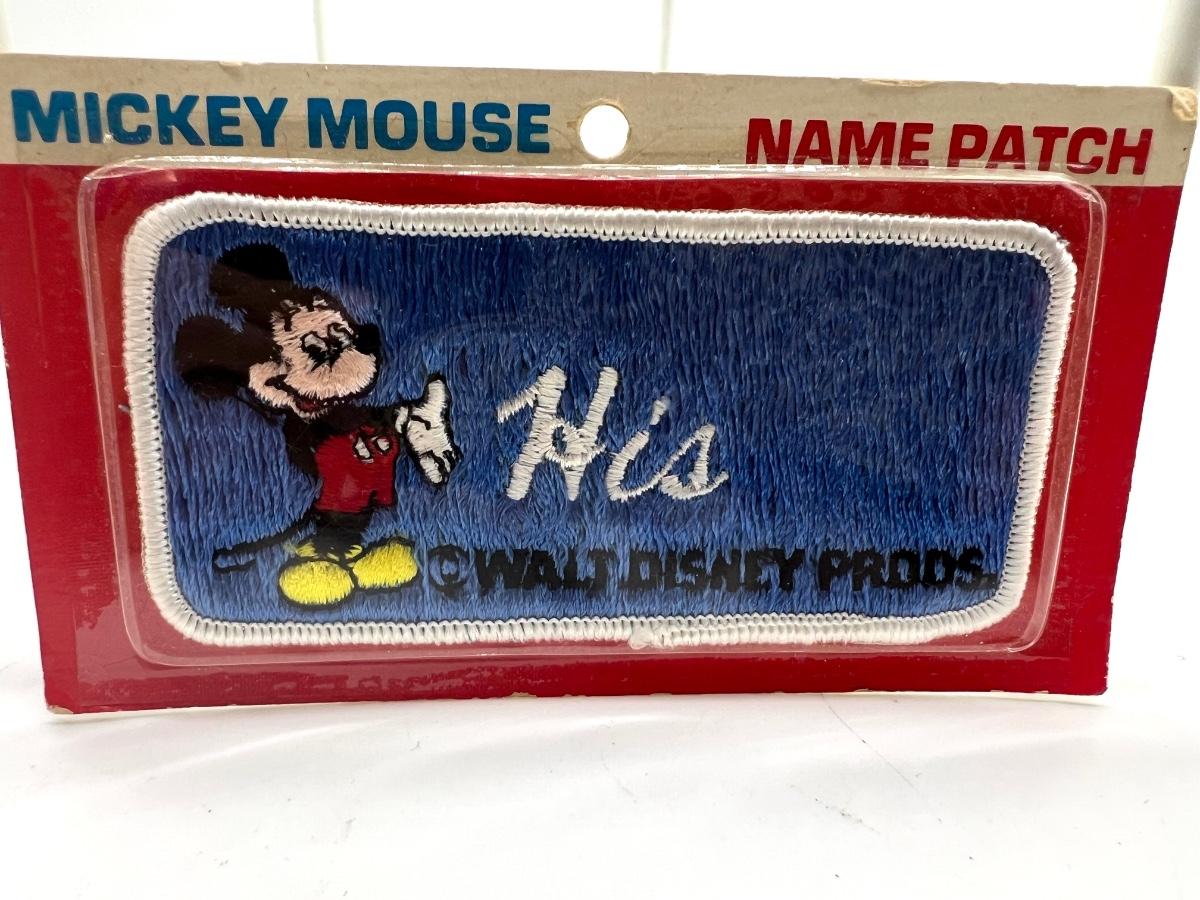 MICKEY MOUSE NAME PATCH
His
©WALT DISNEY PRODS.